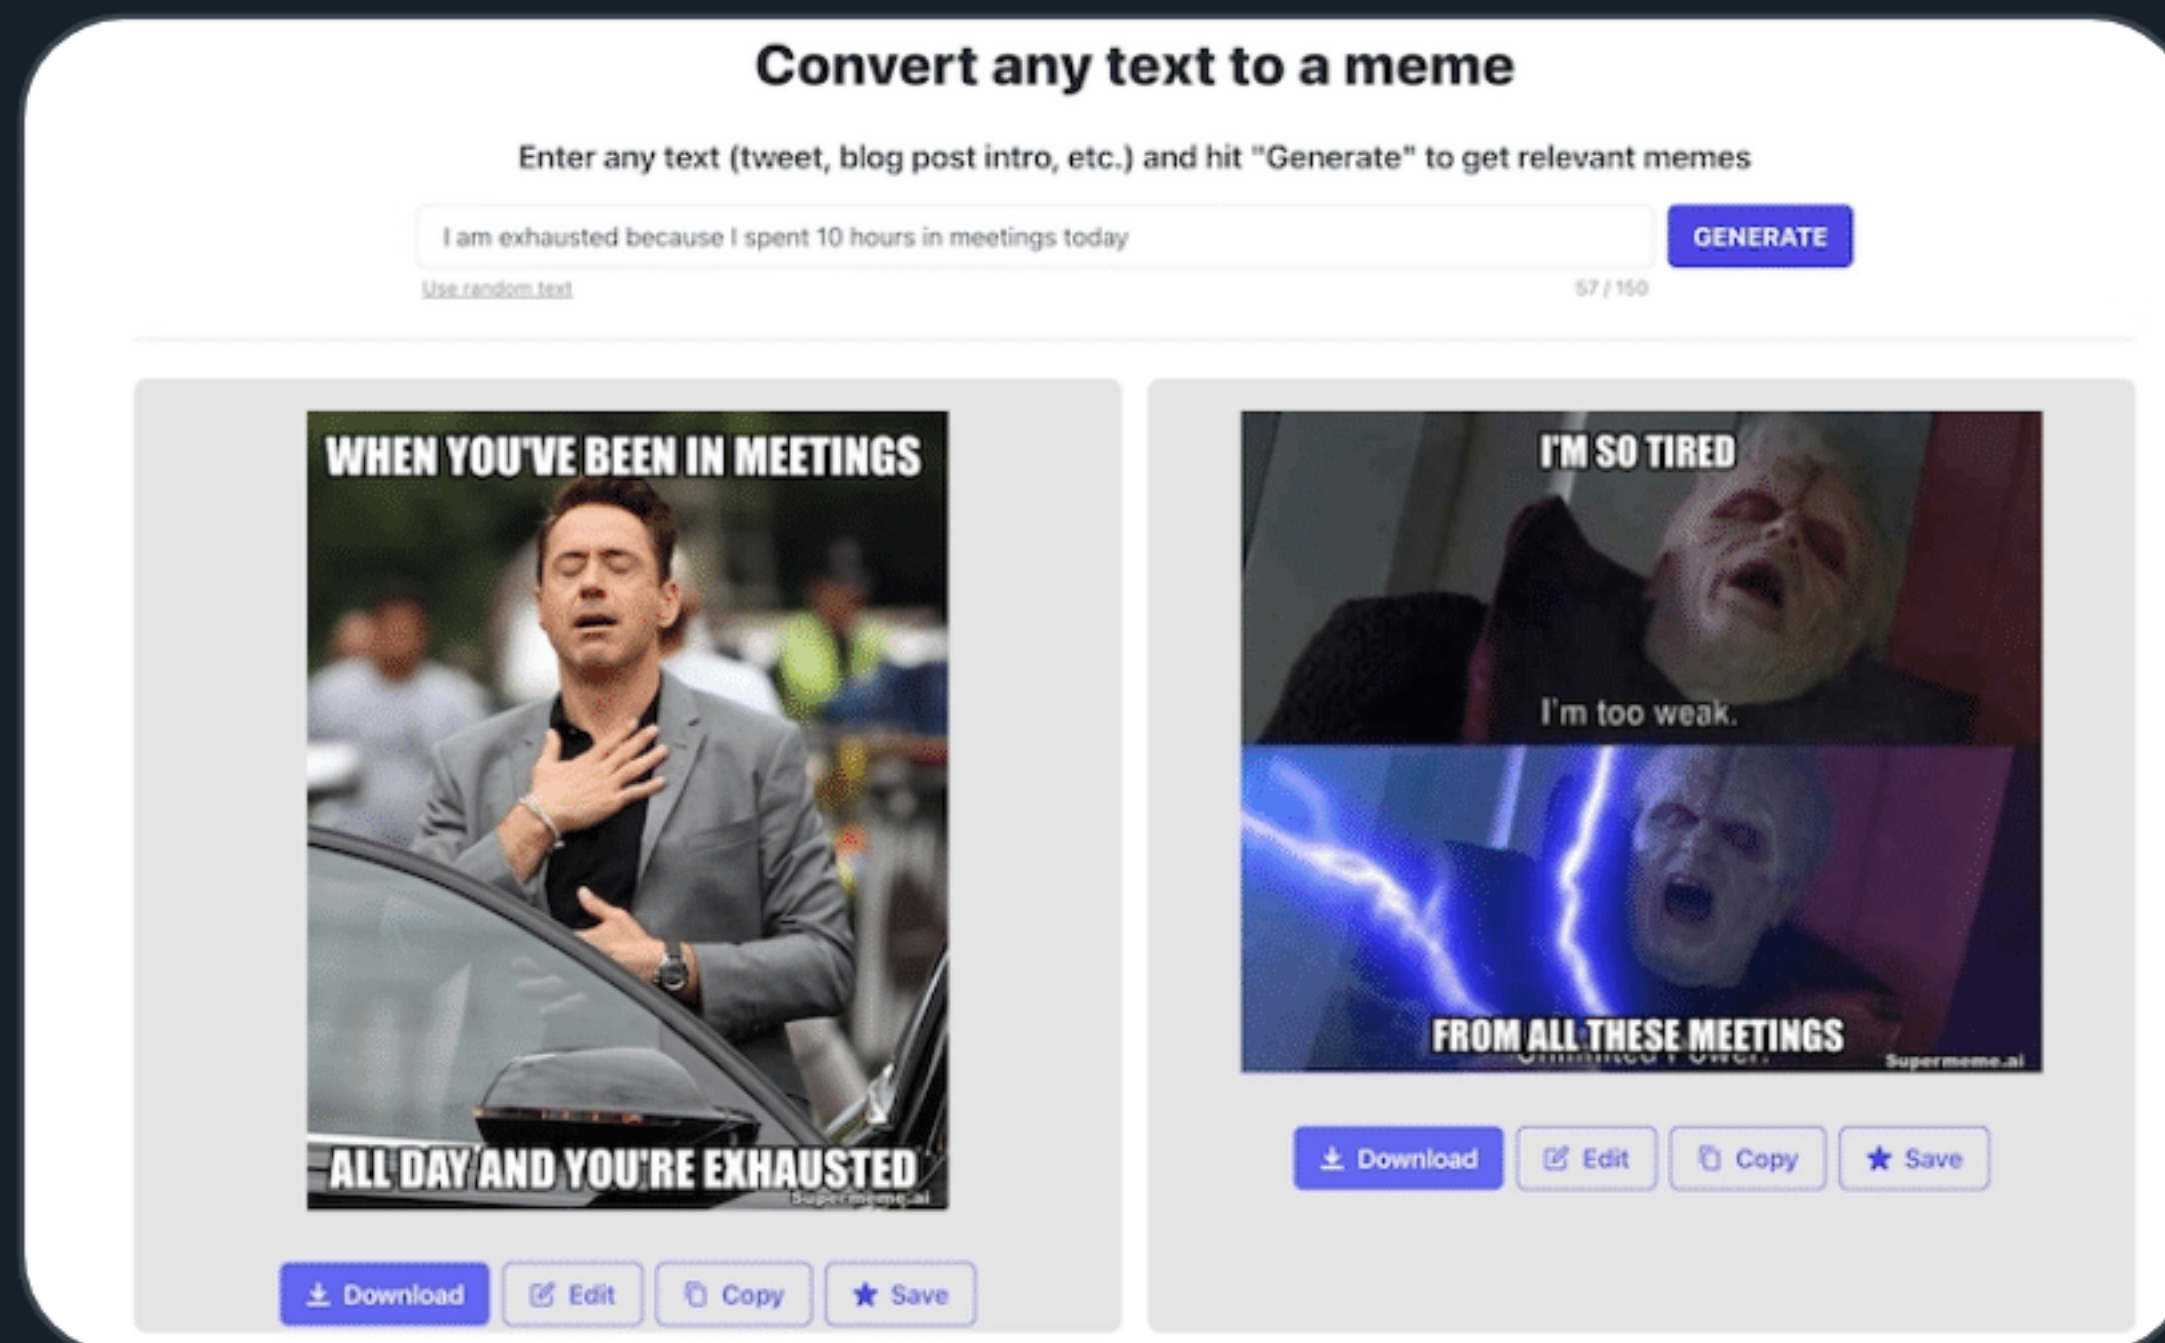 Convert any text to a meme
Enter any text (tweet, blog post intro, etc.) and hit "Generate" to get relevant memes
I am exhausted because I spent 10 hours in meetings today
GENERATE
Use random text
57 / 150
WHEN YOU'VE BEEN IN MEETINGS
ALL DAY AND YOU'RE EXHAUSTED
Supermeme.ai
Download
Edit
Copy
Save
I'M SO TIRED
I'm too weak.
FROM ALL THESE MEETINGS
Supermeme.ai
Download
Edit
Copy
Save